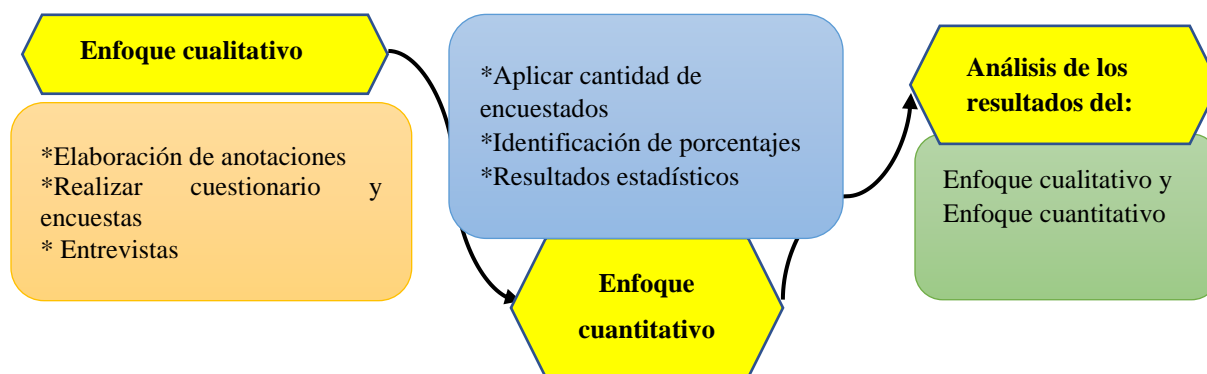 Enfoque cualitativo
*Elaboración de anotaciones
*Realizar cuestionario y
encuestas
* Entrevistas
*Aplicar cantidad de
encuestados
*Identificación de porcentajes
*Resultados estadísticos
Enfoque
cuantitativo
Análisis de los
resultados del:
Enfoque cualitativo y
Enfoque cuantitativo